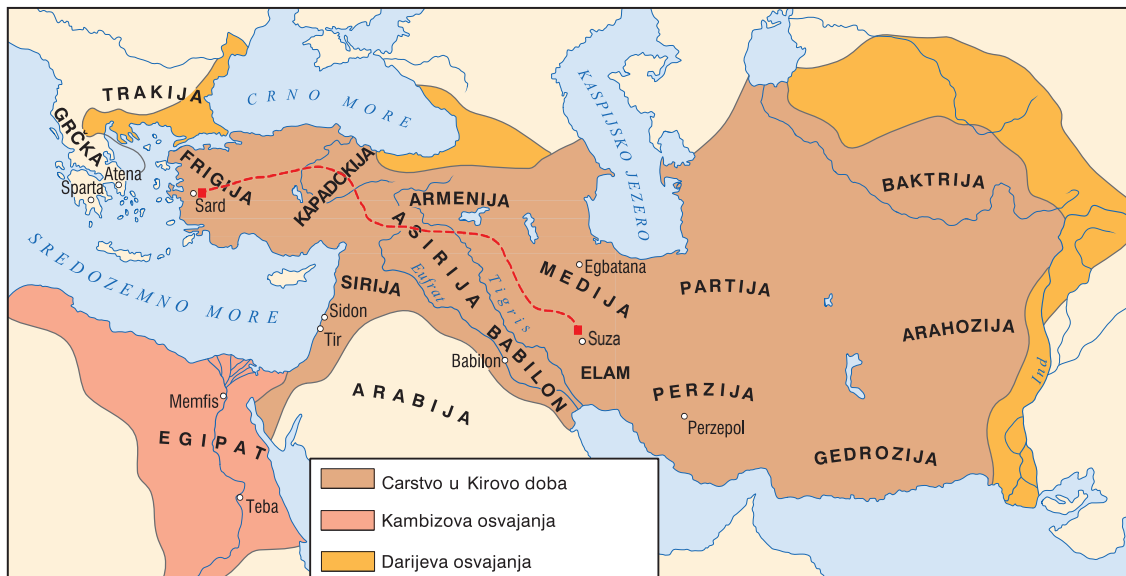 TRAKIJA
GRČKA
Atena
Sparta
CRNO MORE
KASPIJSKO JEZERO
FRIGIJA
Sard
KAPADOKIJA
ARMENIJA
BAKTRIJA
SREDOZEMNO MORE
ASIRIJA
Eufrat
Tigris
MEDIJA
Egbatana
SIRIJA
Sidon
Tir
PARTIJA
ARAHOZIJA
Ind
Suza
Babilon
BABILON
ELAM
ARABIJA
PERZIJA
Perzepol
GEDROZIJA
Memfis
EGIPAT
Teba
Carstvo u Kirovo doba
Kambizova osvajanja
Darijeva osvajanja